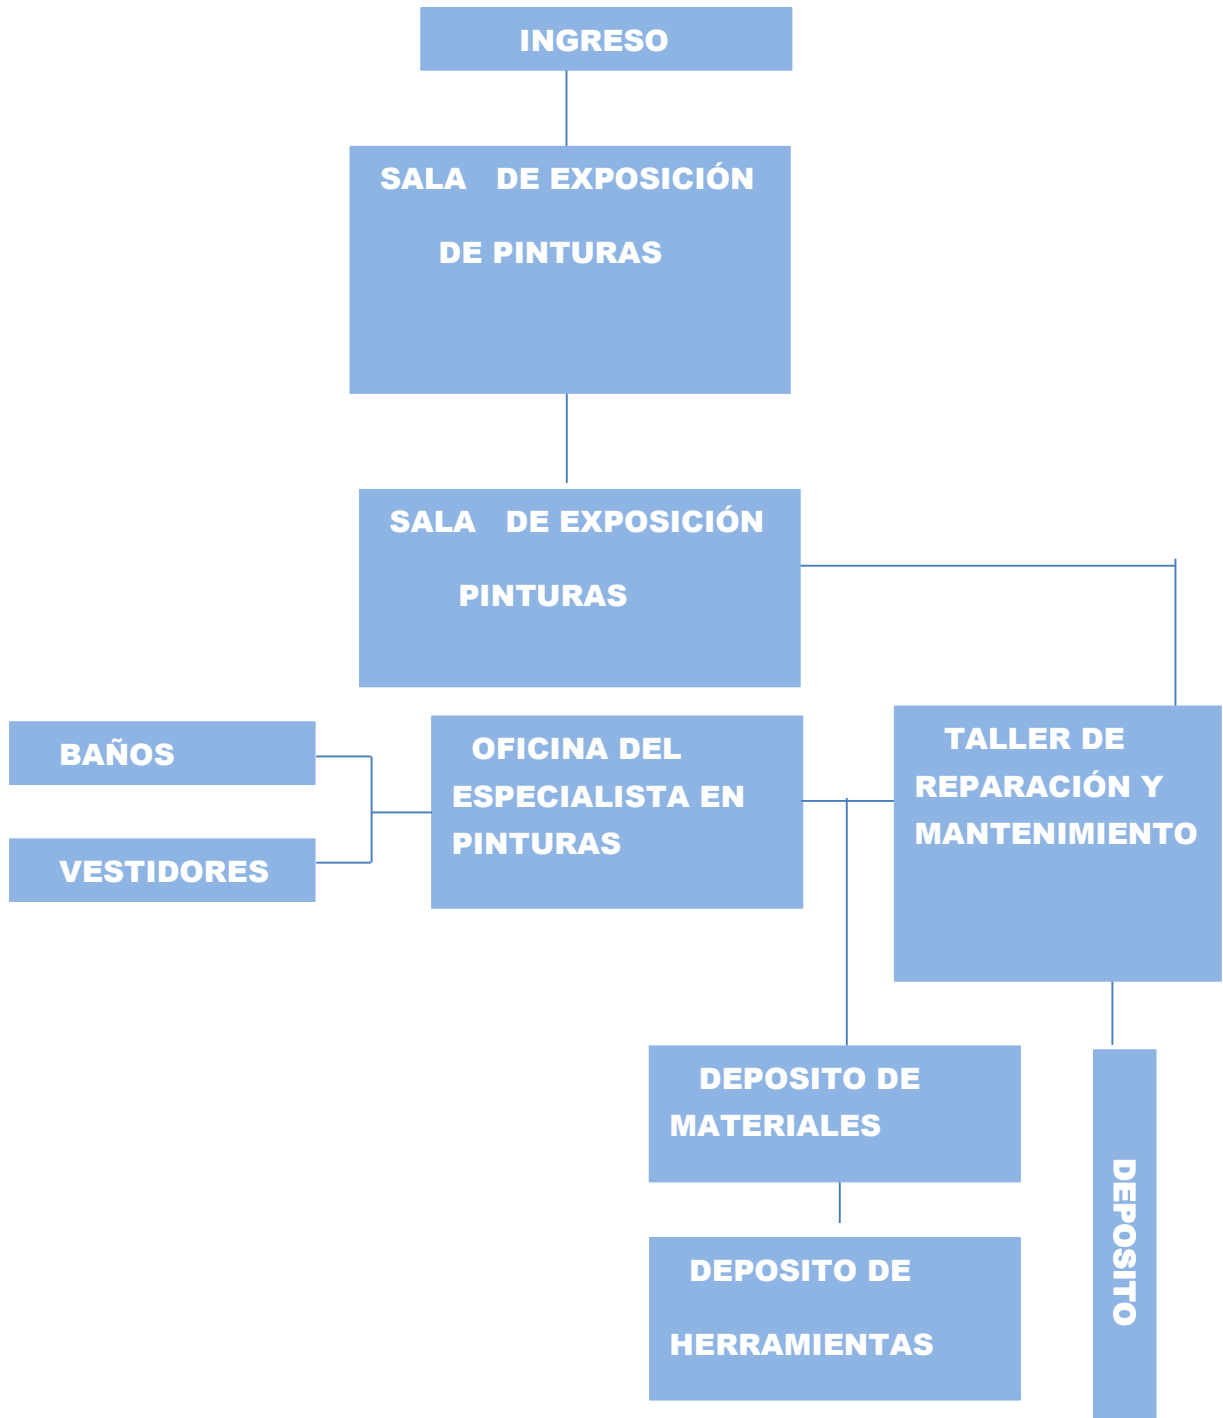 INGRESO
SALA DE EXPOSICIÓN
DE PINTURAS
SALA DE EXPOSICIÓN
PINTURAS
BAÑOS
VESTIDORES
OFICINA DEL
ESPECIALISTA EN
PINTURAS
TALLER DE
REPARACIÓN Y
MANTENIMIENTO
DEPOSITO DE
MATERIALES
DEPOSITO DE
HERRAMIENTAS
DEPOSITO